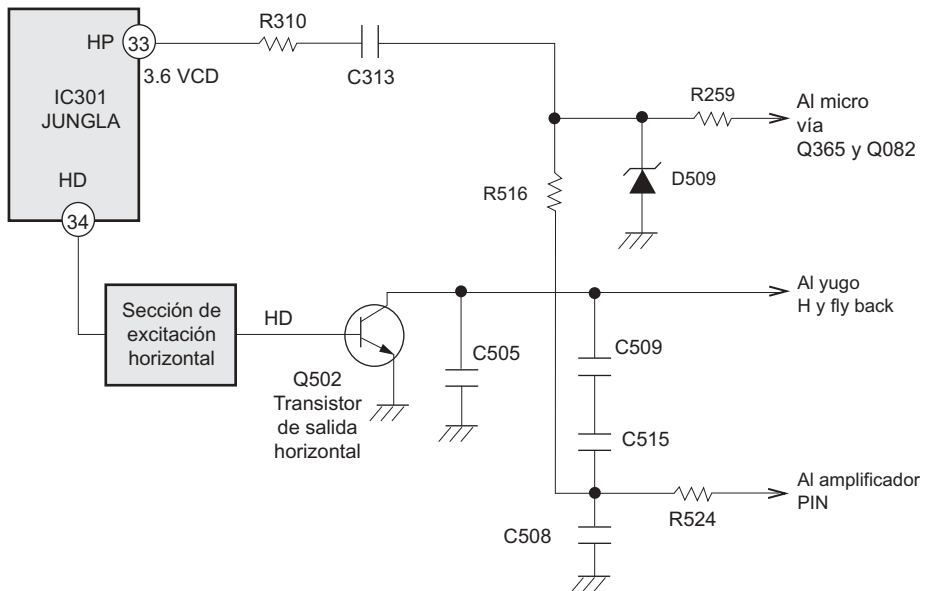 R310
HP
33
3.6 VCD
C313
IC301
JUNGLA
HD
34
R259
Al micro
vía
Q365 y Q082
D509
R516
Sección de
excitación
horizontal
HD
Q502
Transistor
de salida
horizontal
C505
C509
Al yugo
H y fly back
C515
R524
Al amplificador
PIN
C508